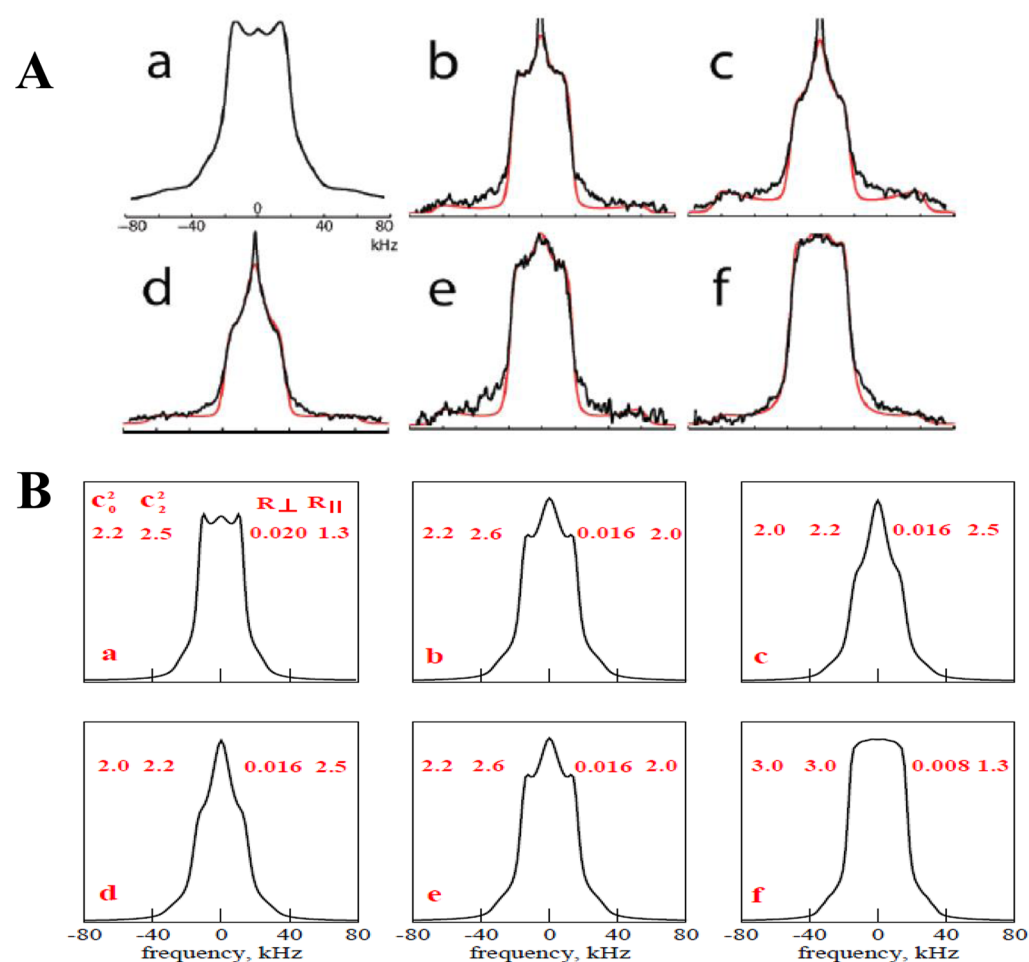 A
a
b
c
−80 −40 0 40 80
kHz
d
e
f
B
c²₀ c²₂ R⊥ R||
2.2 2.5 0.020 1.3
a
2.2 2.6 0.016 2.0
b
2.0 2.2 0.016 2.5
c
2.0 2.2 0.016 2.5
d
2.2 2.6 0.016 2.0
e
3.0 3.0 0.008 1.3
f
-80 -40 0 40 80
frequency, kHz
-80 -40 0 40 80
frequency, kHz
-80 -40 0 40 80
frequency, kHz